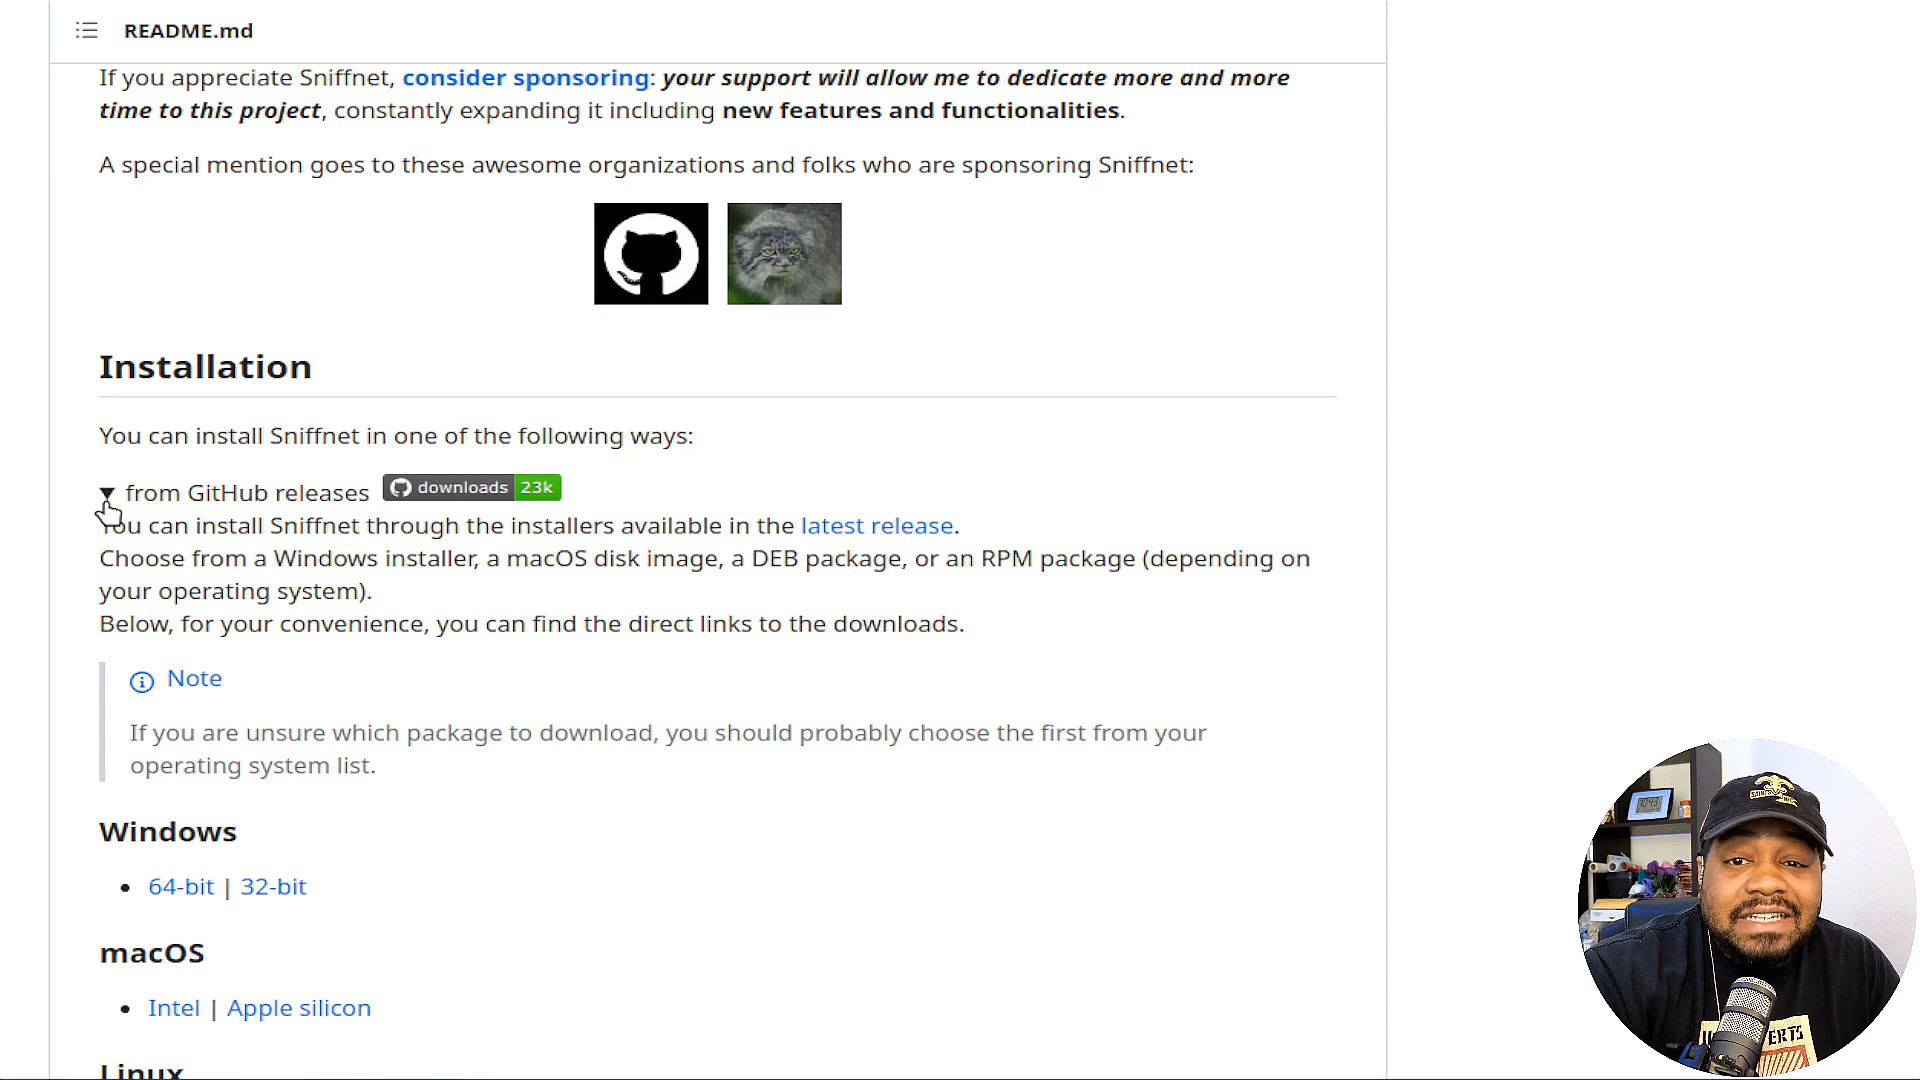 README.md
If you appreciate Sniffnet, consider sponsoring: your support will allow me to dedicate more and more
time to this project, constantly expanding it including new features and functionalities.
A special mention goes to these awesome organizations and folks who are sponsoring Sniffnet:
Installation
You can install Sniffnet in one of the following ways:
from GitHub releases downloads 23k
You can install Sniffnet through the installers available in the latest release.
Choose from a Windows installer, a macOS disk image, a DEB package, or an RPM package (depending on
your operating system).
Below, for your convenience, you can find the direct links to the downloads.
Note
If you are unsure which package to download, you should probably choose the first from your
operating system list.
Windows
64-bit | 32-bit
macOS
Intel | Apple silicon
Linux
SAINTS